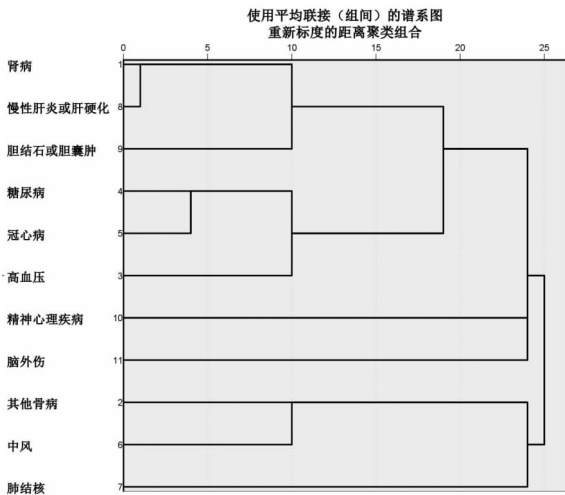 使用平均联接（组间）的谱系图
重新标度的距离聚类组合
0 5 10 15 20 25
肾病 1
慢性肝炎或肝硬化 8
胆结石或胆囊肿 9
糖尿病 4
冠心病 5
高血压 3
精神心理疾病 10
脑外伤 11
其他骨病 2
中风 6
肺结核 7